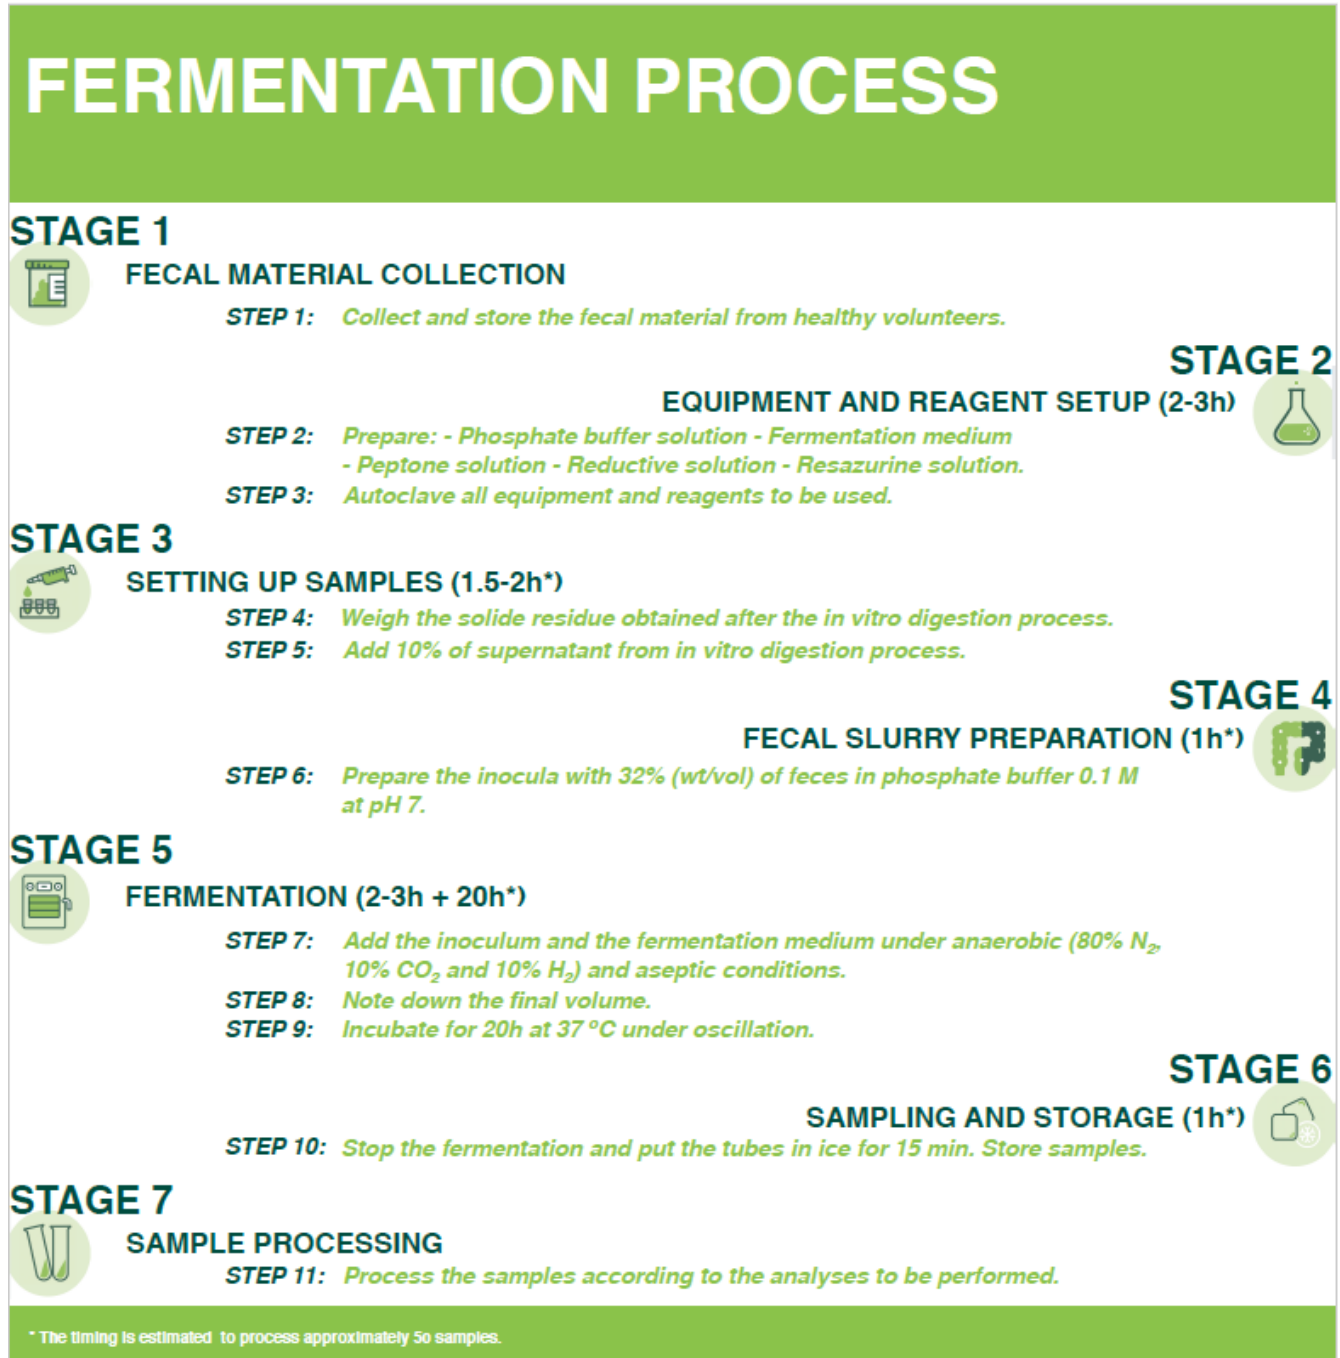 FERMENTATION PROCESS
STAGE 1
FECAL MATERIAL COLLECTION
STEP 1: Collect and store the fecal material from healthy volunteers.
STAGE 2
EQUIPMENT AND REAGENT SETUP (2-3h)
STEP 2: Prepare: - Phosphate buffer solution - Fermentation medium
- Peptone solution - Reductive solution - Resazurine solution.
STEP 3: Autoclave all equipment and reagents to be used.
STAGE 3
SETTING UP SAMPLES (1.5-2h*)
STEP 4: Weigh the solide residue obtained after the in vitro digestion process.
STEP 5: Add 10% of supernatant from in vitro digestion process.
STAGE 4
FECAL SLURRY PREPARATION (1h*)
STEP 6: Prepare the inocula with 32% (wt/vol) of feces in phosphate buffer 0.1 M
at pH 7.
STAGE 5
FERMENTATION (2-3h + 20h*)
STEP 7: Add the inoculum and the fermentation medium under anaerobic (80% N₂,
10% CO₂ and 10% H₂) and aseptic conditions.
STEP 8: Note down the final volume.
STEP 9: Incubate for 20h at 37 ºC under oscillation.
STAGE 6
SAMPLING AND STORAGE (1h*)
STEP 10: Stop the fermentation and put the tubes in ice for 15 min. Store samples.
STAGE 7
SAMPLE PROCESSING
STEP 11: Process the samples according to the analyses to be performed.
* The timing is estimated to process approximately 5o samples.